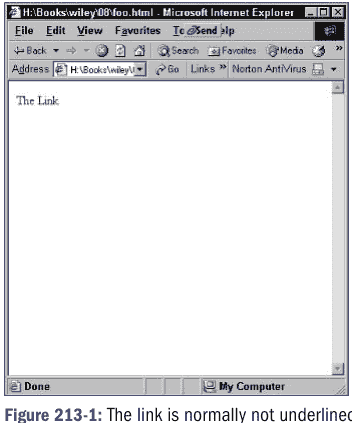 H:\Books\wiley\08\foo.html - Microsoft Internet Explorer
File Edit View Favorites To Send elp
Back Search Favorites Media »
Address H:\Books\wiley\ Go Links » Norton AntiVirus
The Link
Done My Computer
Figure 213-1: The link is normally not underlined